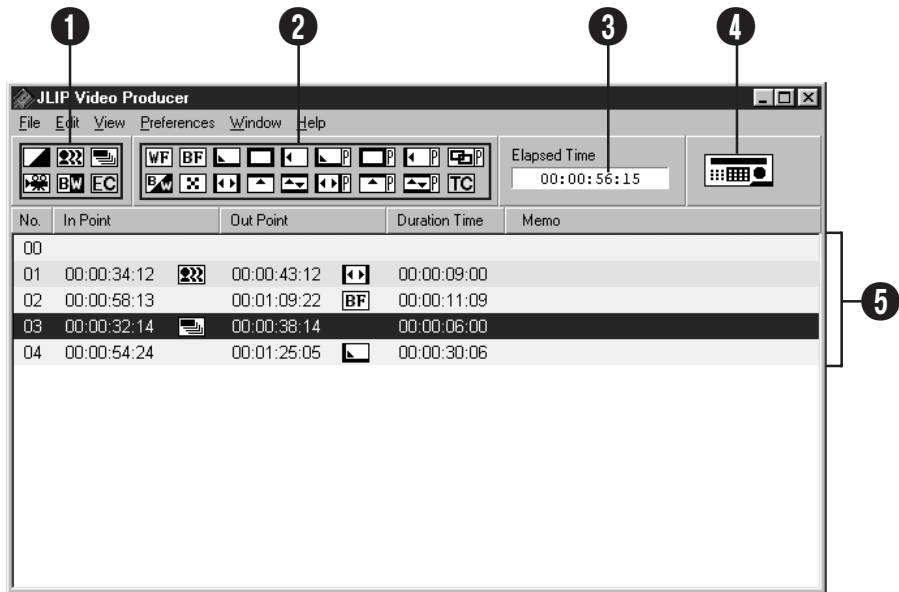 1 2 3 4
JLIP Video Producer
File Edit View Preferences Window Help
WF BF P P P P Elapsed Time
BW EC B/W P P P TC 00:00:56:15
No. In Point Out Point Duration Time Memo
00
01 00:00:34:12 00:00:43:12 00:00:09:00
02 00:00:58:13 00:01:09:22 BF 00:00:11:09
03 00:00:32:14 00:00:38:14 00:00:06:00
04 00:00:54:24 00:01:25:05 00:00:30:06
5